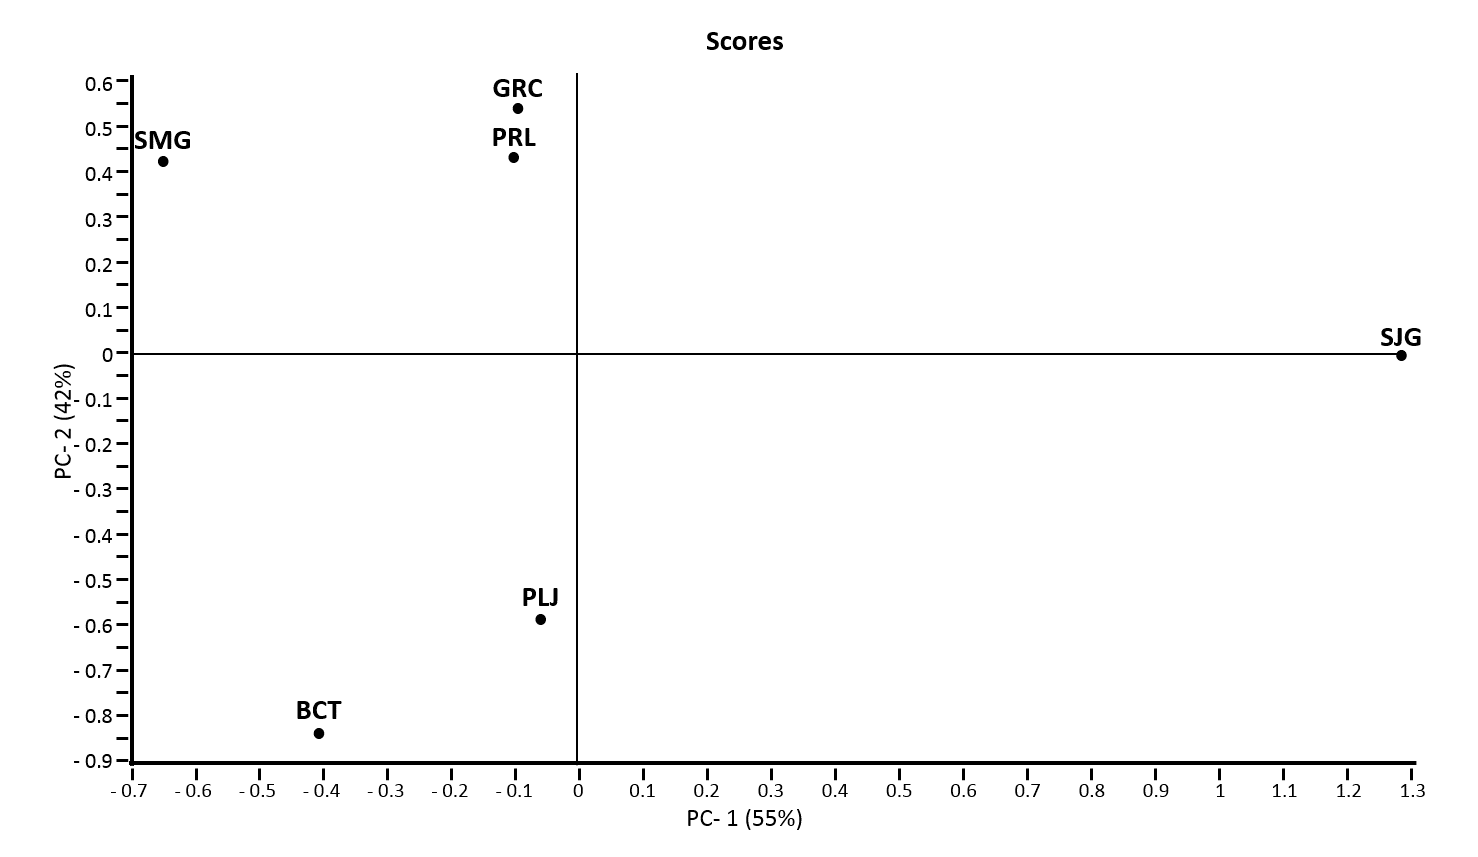 Scores
0.6
0.5
0.4
0.3
0.2
0.1
0
- 0.1
- 0.2
- 0.3
- 0.4
- 0.5
- 0.6
- 0.7
- 0.8
- 0.9
PC- 2 (42%)
GRC
PRL
SMG
SJG
PLJ
BCT
- 0.7 - 0.6 - 0.5 - 0.4 - 0.3 - 0.2 - 0.1 0 0.1 0.2 0.3 0.4 0.5 0.6 0.7 0.8 0.9 1 1.1 1.2 1.3
PC- 1 (55%)